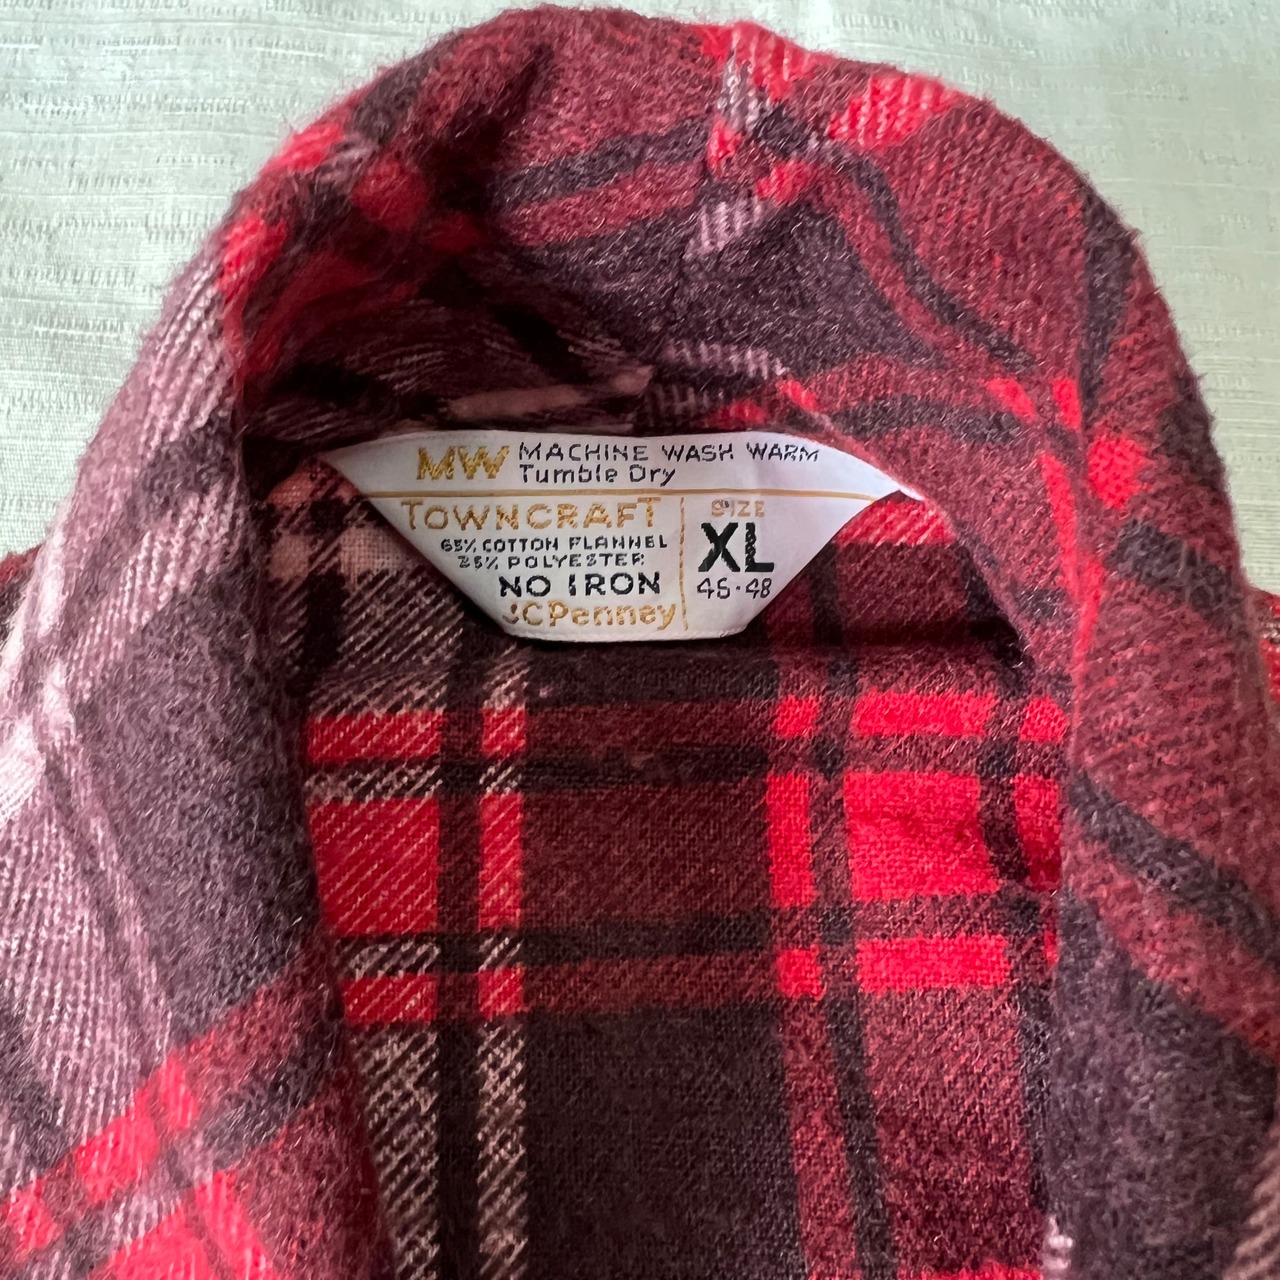 MW MACHINE WASH WARM
Tumble Dry
TOWNCRAFT
65% COTTON FLANNEL
35% POLYESTER
NO IRON
JCPenney
SIZE
XL
46-48